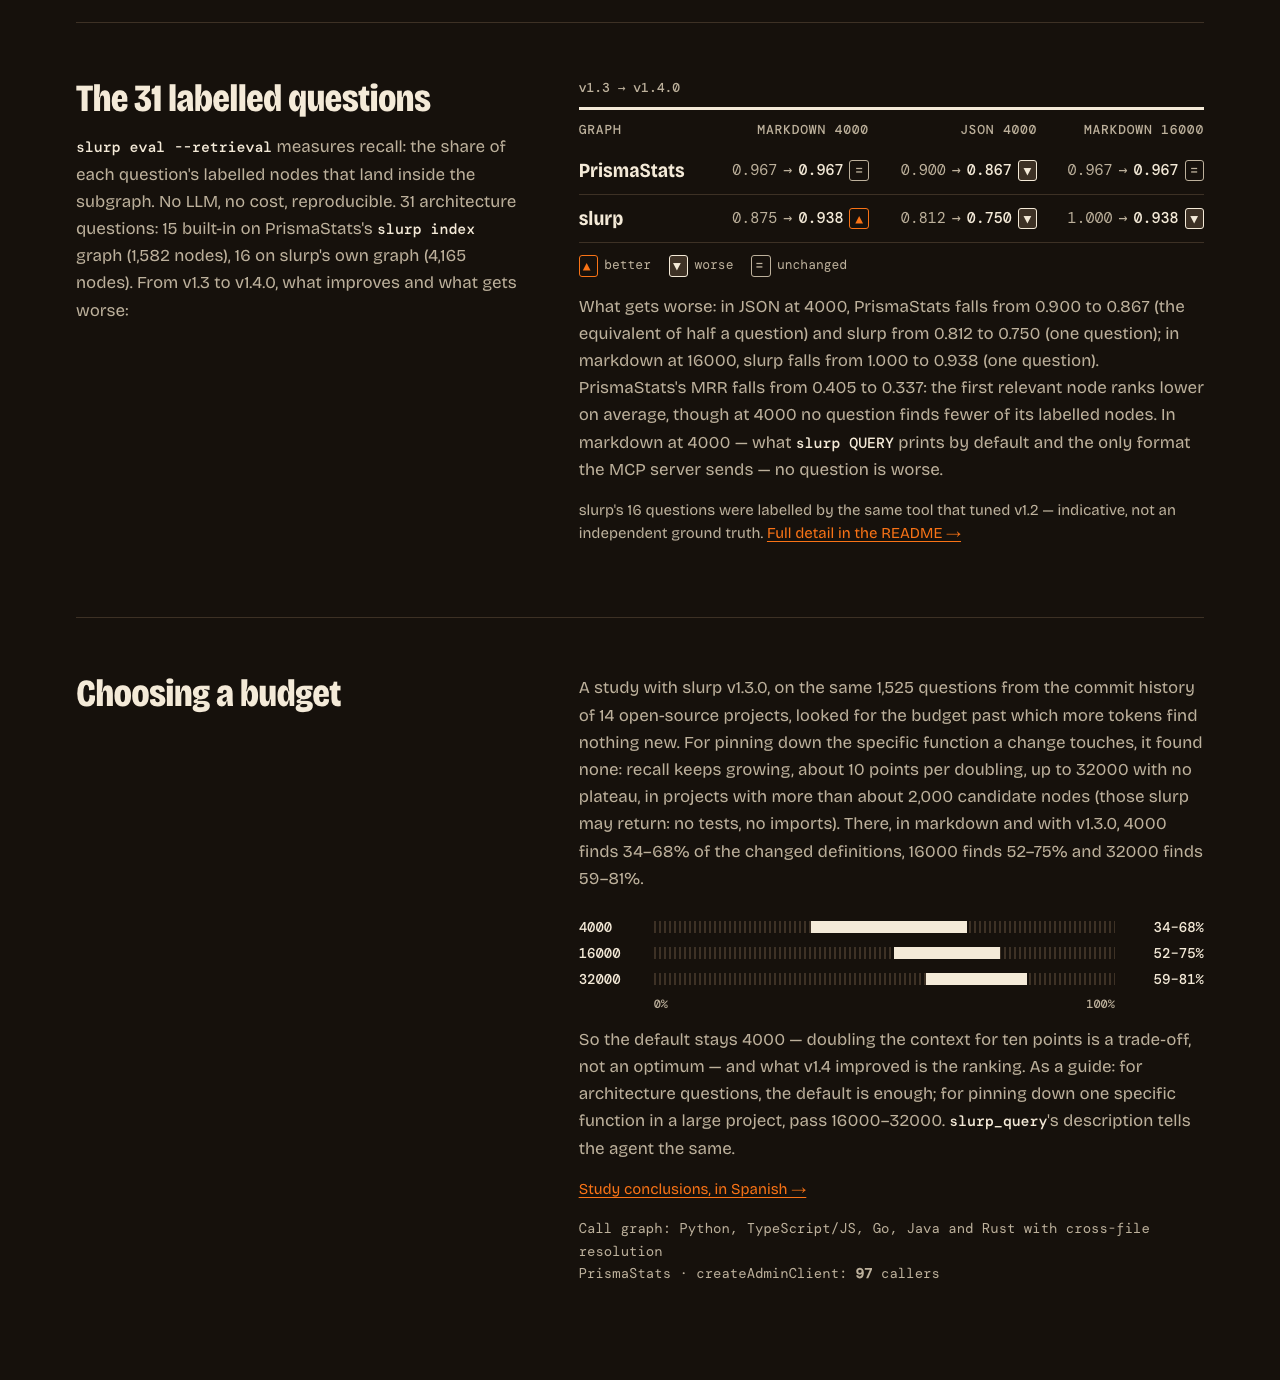 The 31 labelled questions
slurp eval --retrieval measures recall: the share of
each question's labelled nodes that land inside the
subgraph. No LLM, no cost, reproducible. 31 architecture
questions: 15 built-in on PrismaStats's slurp index
graph (1,582 nodes), 16 on slurp's own graph (4,165
nodes). From v1.3 to v1.4.0, what improves and what gets
worse:
v1.3 → v1.4.0
GRAPH MARKDOWN 4000 JSON 4000 MARKDOWN 16000
PrismaStats 0.967 → 0.967 = 0.900 → 0.867 ▼ 0.967 → 0.967 =
slurp 0.875 → 0.938 ▲ 0.812 → 0.750 ▼ 1.000 → 0.938 ▼
▲ better ▼ worse = unchanged
What gets worse: in JSON at 4000, PrismaStats falls from 0.900 to 0.867 (the
equivalent of half a question) and slurp from 0.812 to 0.750 (one question); in
markdown at 16000, slurp falls from 1.000 to 0.938 (one question).
PrismaStats's MRR falls from 0.405 to 0.337: the first relevant node ranks lower
on average, though at 4000 no question finds fewer of its labelled nodes. In
markdown at 4000 — what slurp QUERY prints by default and the only format
the MCP server sends — no question is worse.
slurp's 16 questions were labelled by the same tool that tuned v1.2 — indicative, not an
independent ground truth. Full detail in the README →
Choosing a budget
A study with slurp v1.3.0, on the same 1,525 questions from the commit history
of 14 open-source projects, looked for the budget past which more tokens find
nothing new. For pinning down the specific function a change touches, it found
none: recall keeps growing, about 10 points per doubling, up to 32000 with no
plateau, in projects with more than about 2,000 candidate nodes (those slurp
may return: no tests, no imports). There, in markdown and with v1.3.0, 4000
finds 34–68% of the changed definitions, 16000 finds 52–75% and 32000 finds
59–81%.
4000 34–68%
16000 52–75%
32000 59–81%
0% 100%
So the default stays 4000 — doubling the context for ten points is a trade-off,
not an optimum — and what v1.4 improved is the ranking. As a guide: for
architecture questions, the default is enough; for pinning down one specific
function in a large project, pass 16000–32000. slurp_query's description tells
the agent the same.
Study conclusions, in Spanish →
Call graph: Python, TypeScript/JS, Go, Java and Rust with cross-file
resolution
PrismaStats · createAdminClient: 97 callers